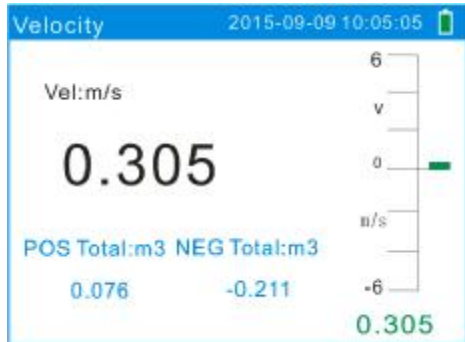 Velocity 2015-09-09 10:05:05
6
Vel:m/s
v
0.305
0
m/s
POS Total:m3 NEG Total:m3
0.076 -0.211
-6
0.305